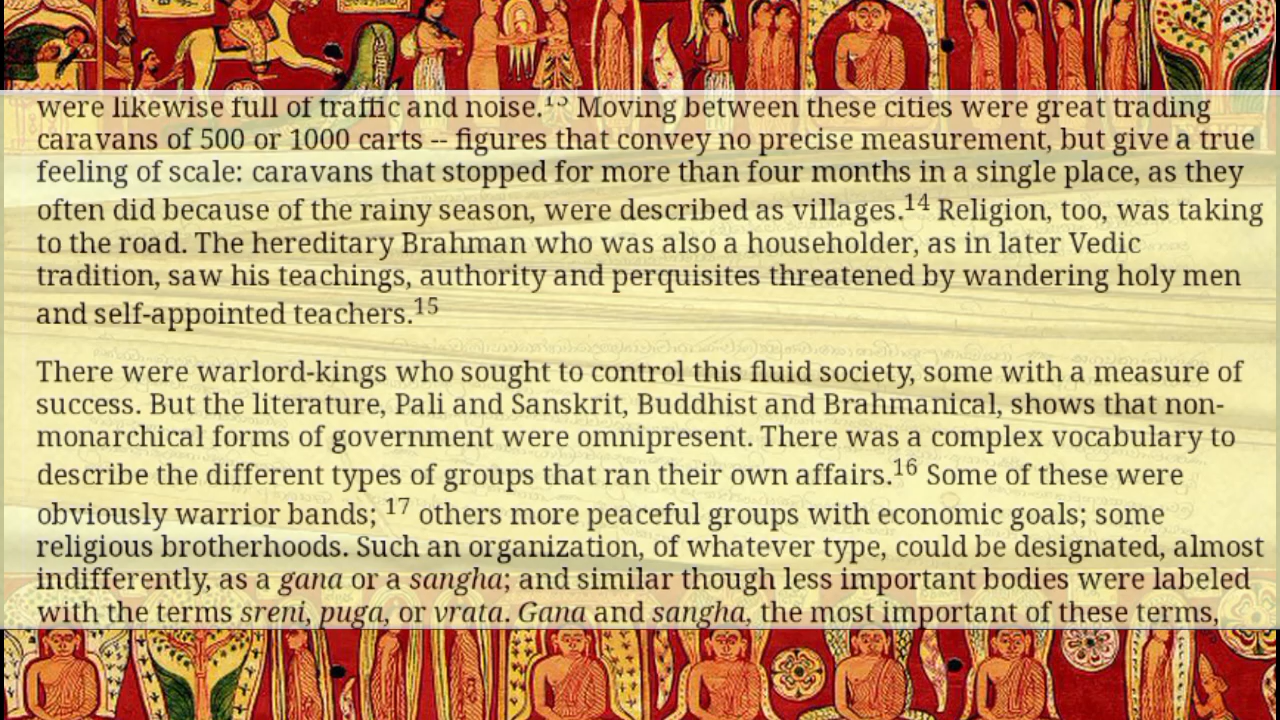 were likewise full of traffic and noise.13 Moving between these cities were great trading
caravans of 500 or 1000 carts -- figures that convey no precise measurement, but give a true
feeling of scale: caravans that stopped for more than four months in a single place, as they
often did because of the rainy season, were described as villages.14 Religion, too, was taking
to the road. The hereditary Brahman who was also a householder, as in later Vedic
tradition, saw his teachings, authority and perquisites threatened by wandering holy men
and self-appointed teachers.15
There were warlord-kings who sought to control this fluid society, some with a measure of
success. But the literature, Pali and Sanskrit, Buddhist and Brahmanical, shows that non-
monarchical forms of government were omnipresent. There was a complex vocabulary to
describe the different types of groups that ran their own affairs.16 Some of these were
obviously warrior bands; 17 others more peaceful groups with economic goals; some
religious brotherhoods. Such an organization, of whatever type, could be designated, almost
indifferently, as a gana or a sangha; and similar though less important bodies were labeled
with the terms sreni, puga, or vrata. Gana and sangha, the most important of these terms,